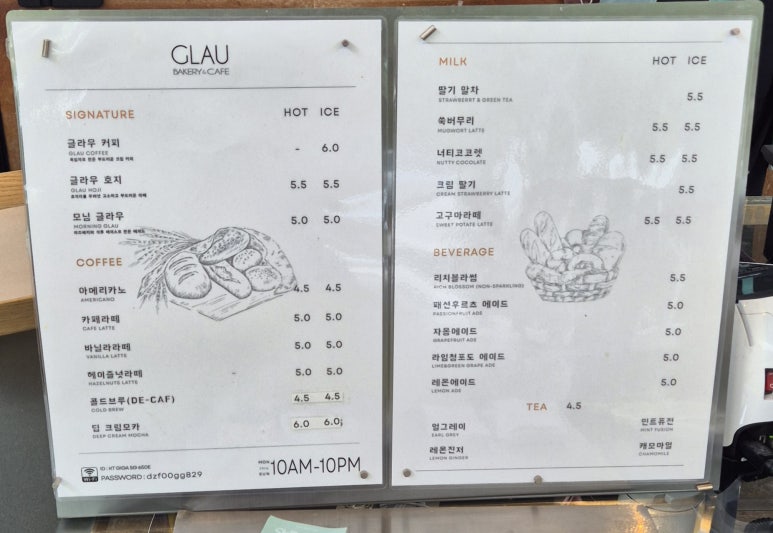 GLAU
BAKERY&CAFE
SIGNATURE HOT ICE
글라우 커피 - 6.0
GLAU COFFEE
글라우 호지 5.5 5.5
GLAU HOJI
모닝 글라우 5.0 5.0
MORNING GLAU
COFFEE
아메리카노 4.5 4.5
AMERICANO
카페라떼 5.0 5.0
CAFE LATTE
바닐라라떼 5.0 5.0
VANILLA LATTE
헤이즐넛라떼 5.0 5.0
HAZELNUTE LATTE
콜드브루(DE-CAF) 4.5 4.5
COLD BREW
딥 크림모카 6.0 6.0
DEEP CREAM MOCHA
Wi-Fi
PASSWORD : dzf00gg829
MON
SUN
10AM-10PM
MILK HOT ICE
딸기 말차 5.5
STRAWBERRY & GREEN TEA
쑥버무리 5.5 5.5
MUGWORT LATTE
너티코코렛 5.5 5.5
NUTTY COCOLATE
크림 딸기 5.5
CREAM STRAWBERRY LATTE
고구마라떼 5.5 5.5
SWEET POTATE LATTE
BEVERAGE
리치블라썸 5.5
RICH BLOSSOM (NON-SPARKLING)
패션후르츠 에이드 5.0
PASSIONFRUIT ADE
자몽에이드 5.0
GRAPEFRUIT ADE
라임청포도 에이드 5.0
LIME&GREEN GRAPE ADE
레몬에이드 5.0
LEMON ADE
TEA 4.5
얼그레이 민트퓨전
EARL GREY MINT FUSION
레몬진저 캐모마일
LEMON GINGER CHAMOMILE